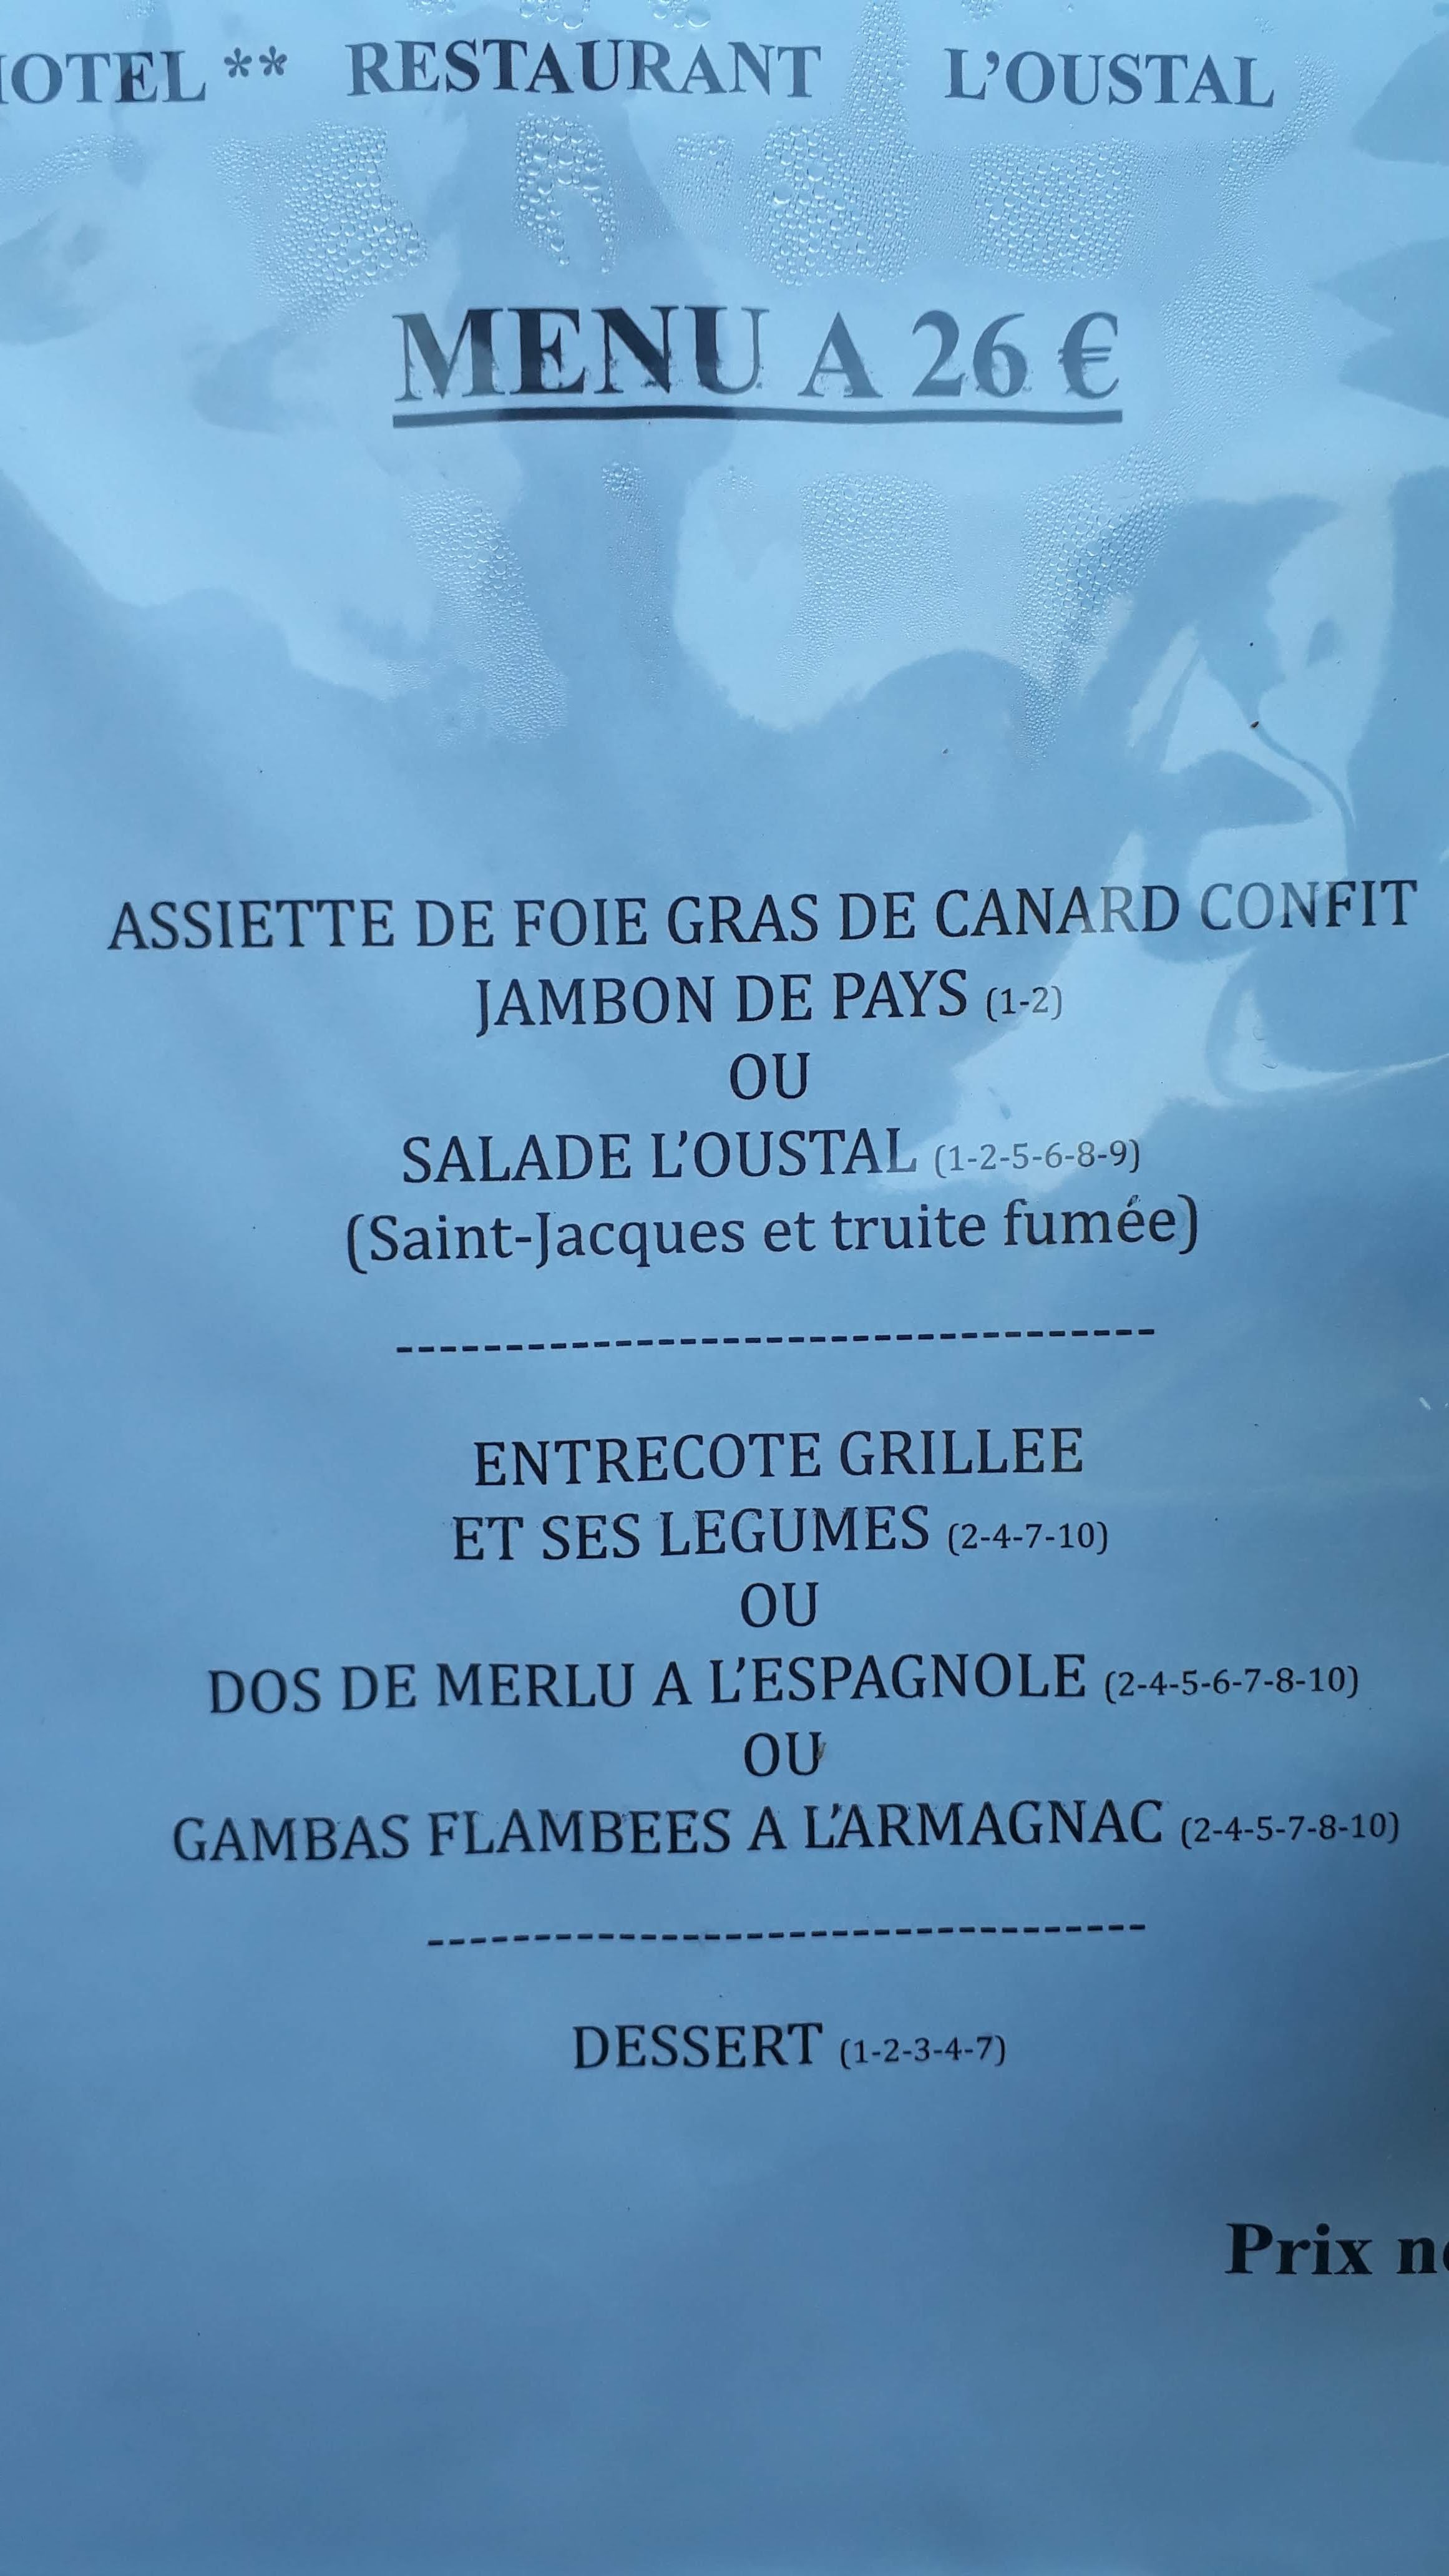 HOTEL ** RESTAURANT L'OUSTAL
MENU A 26 €
ASSIETTE DE FOIE GRAS DE CANARD CONFIT
JAMBON DE PAYS (1-2)
OU
SALADE L'OUSTAL (1-2-5-6-8-9)
(Saint-Jacques et truite fumée)
-----------------------------------
ENTRECOTE GRILLEE
ET SES LEGUMES (2-4-7-10)
OU
DOS DE MERLU A L'ESPAGNOLE (2-4-5-6-7-8-10)
OU
GAMBAS FLAMBEES A L'ARMAGNAC (2-4-5-7-8-10)
----------------------------------
DESSERT (1-2-3-4-7)
Prix